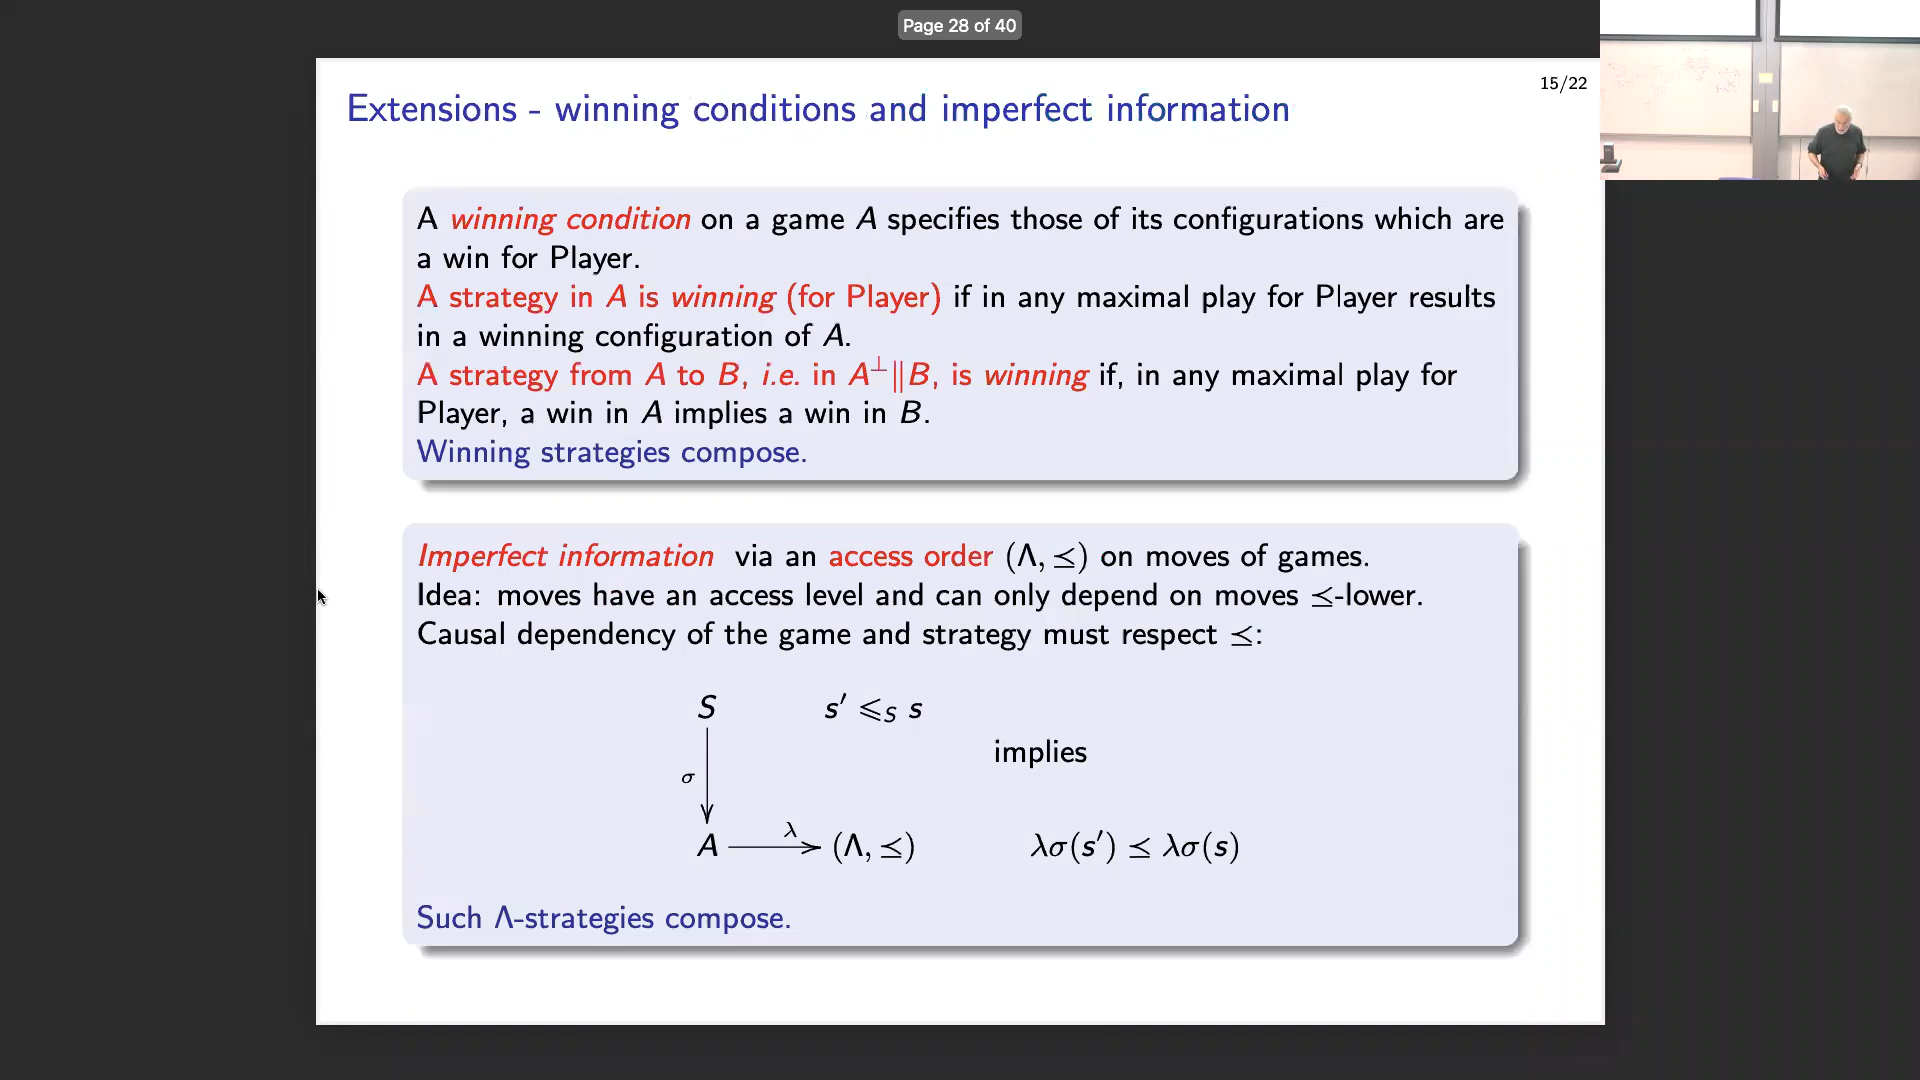 Page 28 of 40
15/22
Extensions - winning conditions and imperfect information
A winning condition on a game A specifies those of its configurations which are
a win for Player.
A strategy in A is winning (for Player) if in any maximal play for Player results
in a winning configuration of A.
A strategy from A to B, i.e. in A⊥∥B, is winning if, in any maximal play for
Player, a win in A implies a win in B.
Winning strategies compose.
Imperfect information via an access order (Λ, ⪯) on moves of games.
Idea: moves have an access level and can only depend on moves ⪯-lower.
Causal dependency of the game and strategy must respect ⪯:
S s′ ⩽S s
implies
σ
λ
A (Λ, ⪯) λσ(s′) ⪯ λσ(s)
Such Λ-strategies compose.